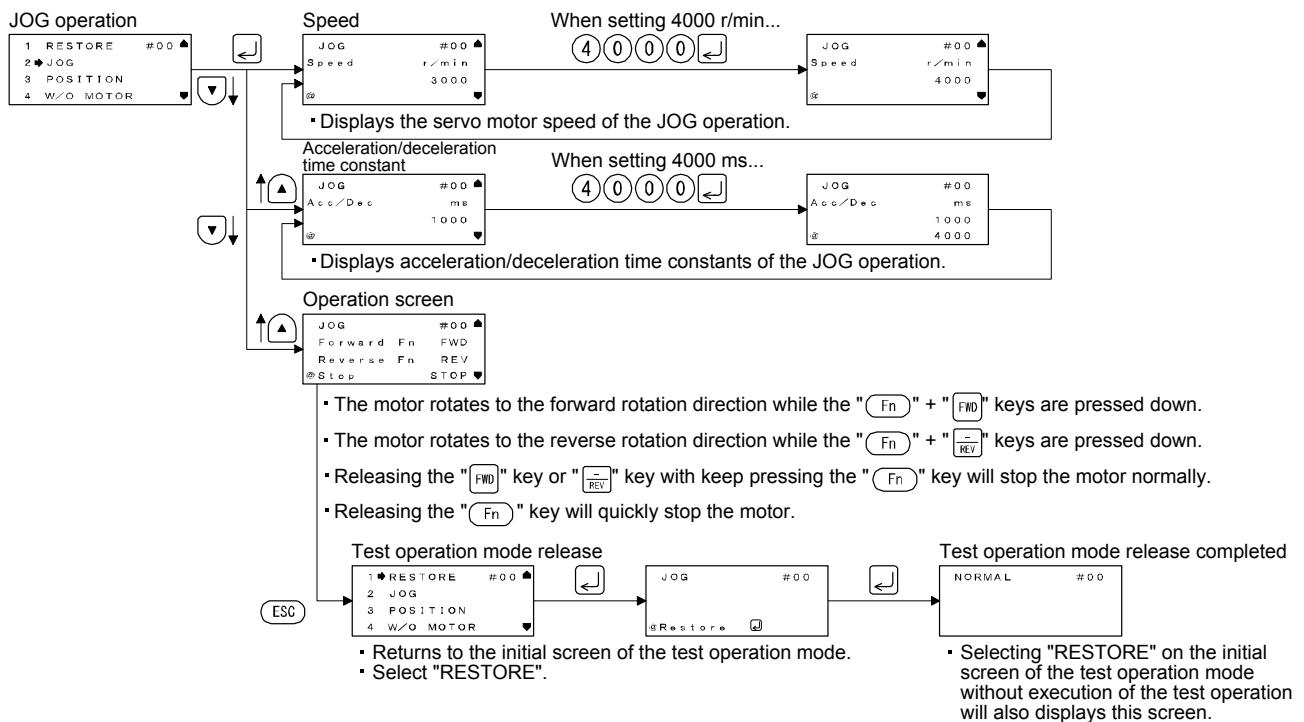 JOG operation
1 RESTORE #00
2 JOG
3 POSITION
4 W/O MOTOR
Speed
JOG #00
Speed r/min
3000
@
When setting 4000 r/min...
4 0 0 0
JOG #00
Speed r/min
4000
@
Displays the servo motor speed of the JOG operation.
Acceleration/deceleration
time constant
JOG #00
Acc/Dec ms
1000
@
When setting 4000 ms...
4 0 0 0
JOG #00
Acc/Dec ms
1000
@ 4000
Displays acceleration/deceleration time constants of the JOG operation.
Operation screen
JOG #00
Forward Fn FWD
Reverse Fn REV
@Stop STOP
The motor rotates to the forward rotation direction while the "Fn" + "FWD" keys are pressed down.
The motor rotates to the reverse rotation direction while the "Fn" + "- REV" keys are pressed down.
Releasing the "FWD" key or "- REV" key with keep pressing the "Fn" key will stop the motor normally.
Releasing the "Fn" key will quickly stop the motor.
ESC
Test operation mode release
1 RESTORE #00
2 JOG
3 POSITION
4 W/O MOTOR
Returns to the initial screen of the test operation mode.
Select "RESTORE".
JOG #00
@Restore
Test operation mode release completed
NORMAL #00
Selecting "RESTORE" on the initial
screen of the test operation mode
without execution of the test operation
will also displays this screen.